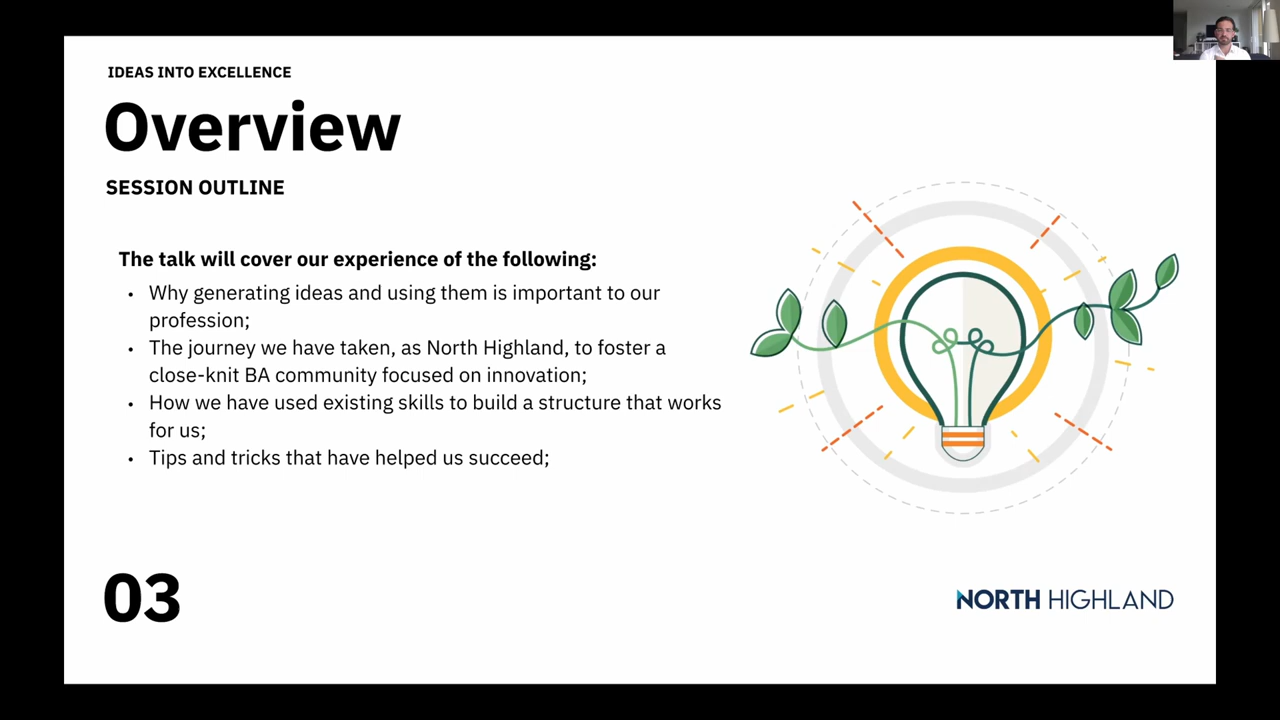 IDEAS INTO EXCELLENCE
Overview
SESSION OUTLINE
The talk will cover our experience of the following:
• Why generating ideas and using them is important to our
profession;
• The journey we have taken, as North Highland, to foster a
close-knit BA community focused on innovation;
• How we have used existing skills to build a structure that works
for us;
• Tips and tricks that have helped us succeed;
03
NORTH HIGHLAND